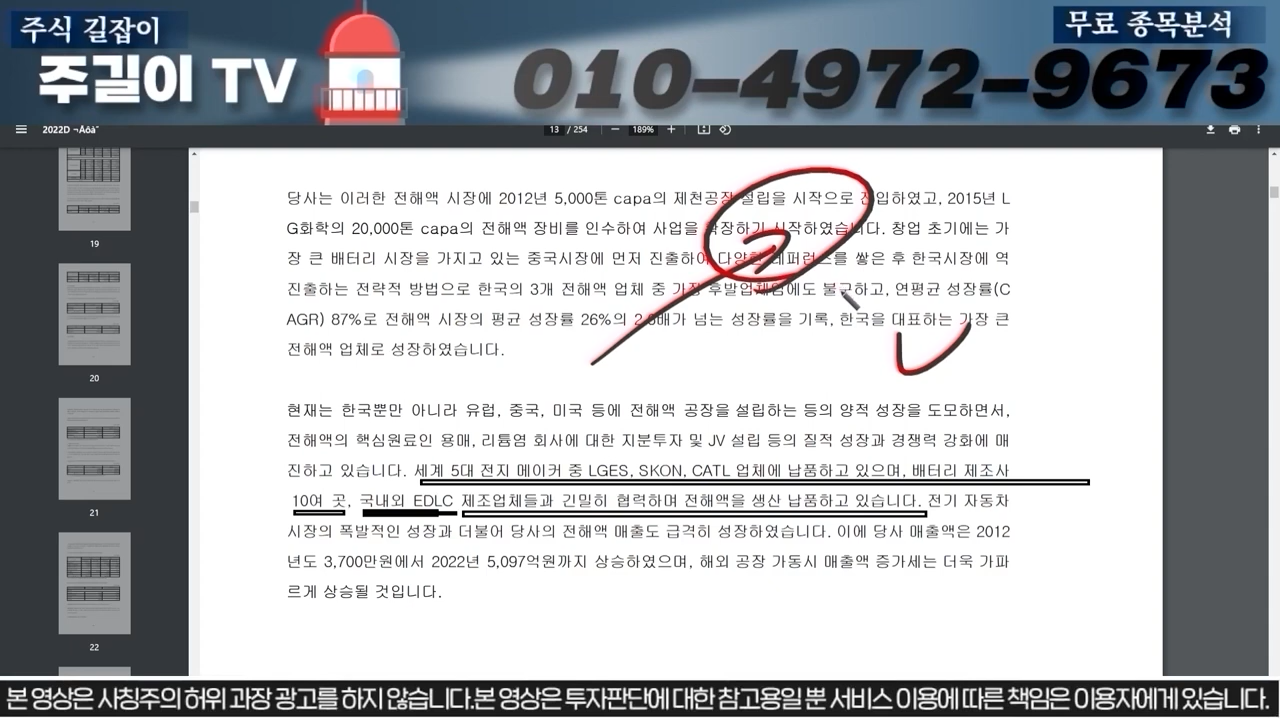 주식 길잡이
주길이 TV
무료 종목분석
010-4972-9673
2022D ¬Äôà˝
13 / 254
189%
19
20
21
22
당사는 이러한 전해액 시장에 2012년 5,000톤 capa의 제천공장 설립을 시작으로 진입하였고, 2015년 L
G화학의 20,000톤 capa의 전해액 장비를 인수하여 사업을 확장하기 시작하였습니다. 창업 초기에는 가
장 큰 배터리 시장을 가지고 있는 중국시장에 먼저 진출하여 다양한 레퍼런스를 쌓은 후 한국시장에 역
진출하는 전략적 방법으로 한국의 3개 전해액 업체 중 가장 후발업체임에도 불구하고, 연평균 성장률(C
AGR) 87%로 전해액 시장의 평균 성장률 26%의 배가 넘는 성장률을 기록, 한국을 대표하는 가장 큰
전해액 업체로 성장하였습니다.
현재는 한국뿐만 아니라 유럽, 중국, 미국 등에 전해액 공장을 설립하는 등의 양적 성장을 도모하면서,
전해액의 핵심원료인 용매, 리튬염 회사에 대한 지분투자 및 JV 설립 등의 질적 성장과 경쟁력 강화에 매
진하고 있습니다. 세계 5대 전지 메이커 중 LGES, SKON, CATL 업체에 납품하고 있으며, 배터리 제조사
10여 곳, 국내외 EDLC 제조업체들과 긴밀히 협력하며 전해액을 생산 납품하고 있습니다. 전기 자동차
시장의 폭발적인 성장과 더불어 당사의 전해액 매출도 급격히 성장하였습니다. 이에 당사 매출액은 2012
년도 3,700만원에서 2022년 5,097억원까지 상승하였으며, 해외 공장 가동시 매출액 증가세는 더욱 가파
르게 상승될 것입니다.
본 영상은 사칭주의 허위 과장 광고를 하지 않습니다.본 영상은 투자판단에 대한 참고용일 뿐 서비스 이용에 따른 책임은 이용자에게 있습니다.